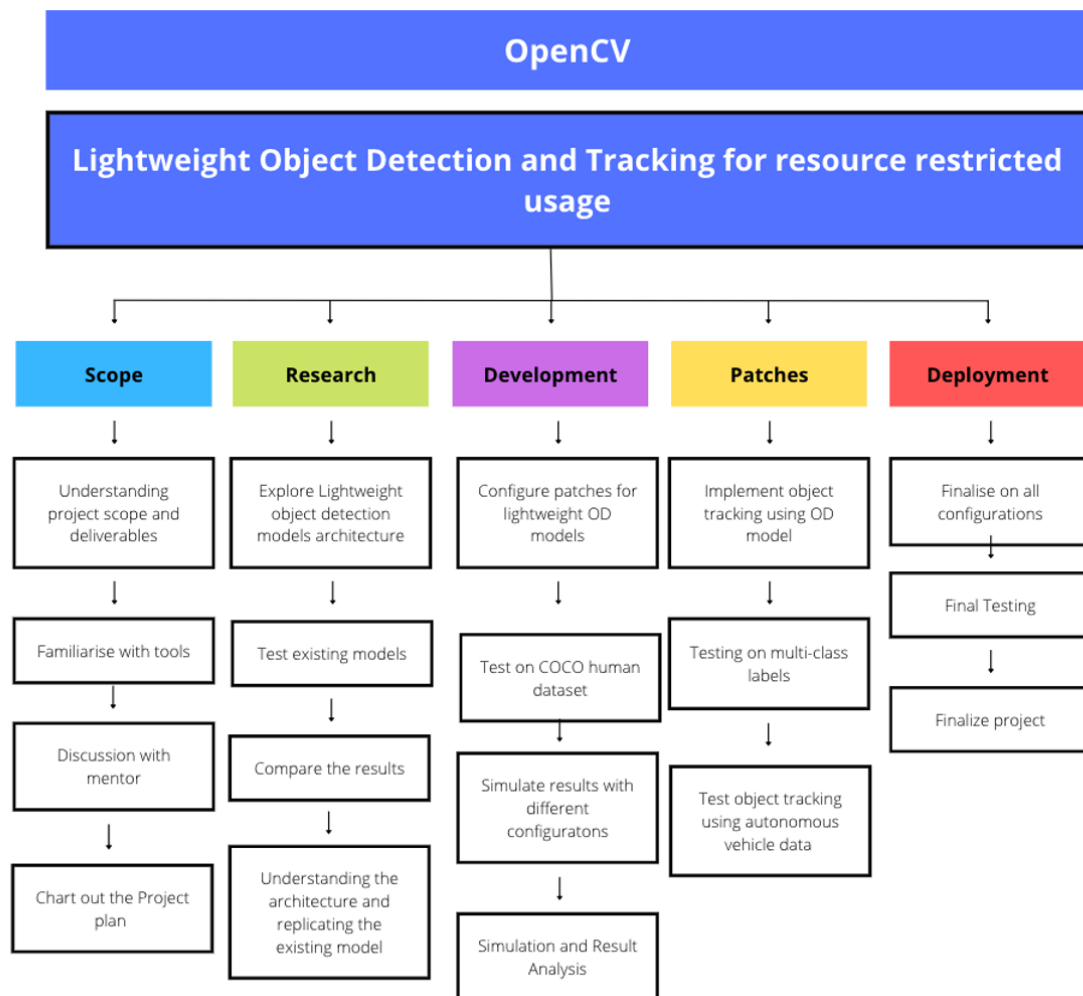 OpenCV
Lightweight Object Detection and Tracking for resource restricted
usage
Scope
Research
Development
Patches
Deployment
Understanding
project scope and
deliverables
Familiarise with tools
Discussion with
mentor
Chart out the Project
plan
Explore Lightweight
object detection
models architecture
Test existing models
Compare the results
Understanding the
architecture and
replicating the
existing model
Configure patches for
lightweight OD
models
Test on COCO human
dataset
Simulate results with
different
configuratons
Simulation and Result
Analysis
Implement object
tracking using OD
model
Testing on multi-class
labels
Test object tracking
using autonomous
vehicle data
Finalise on all
configurations
Final Testing
Finalize project